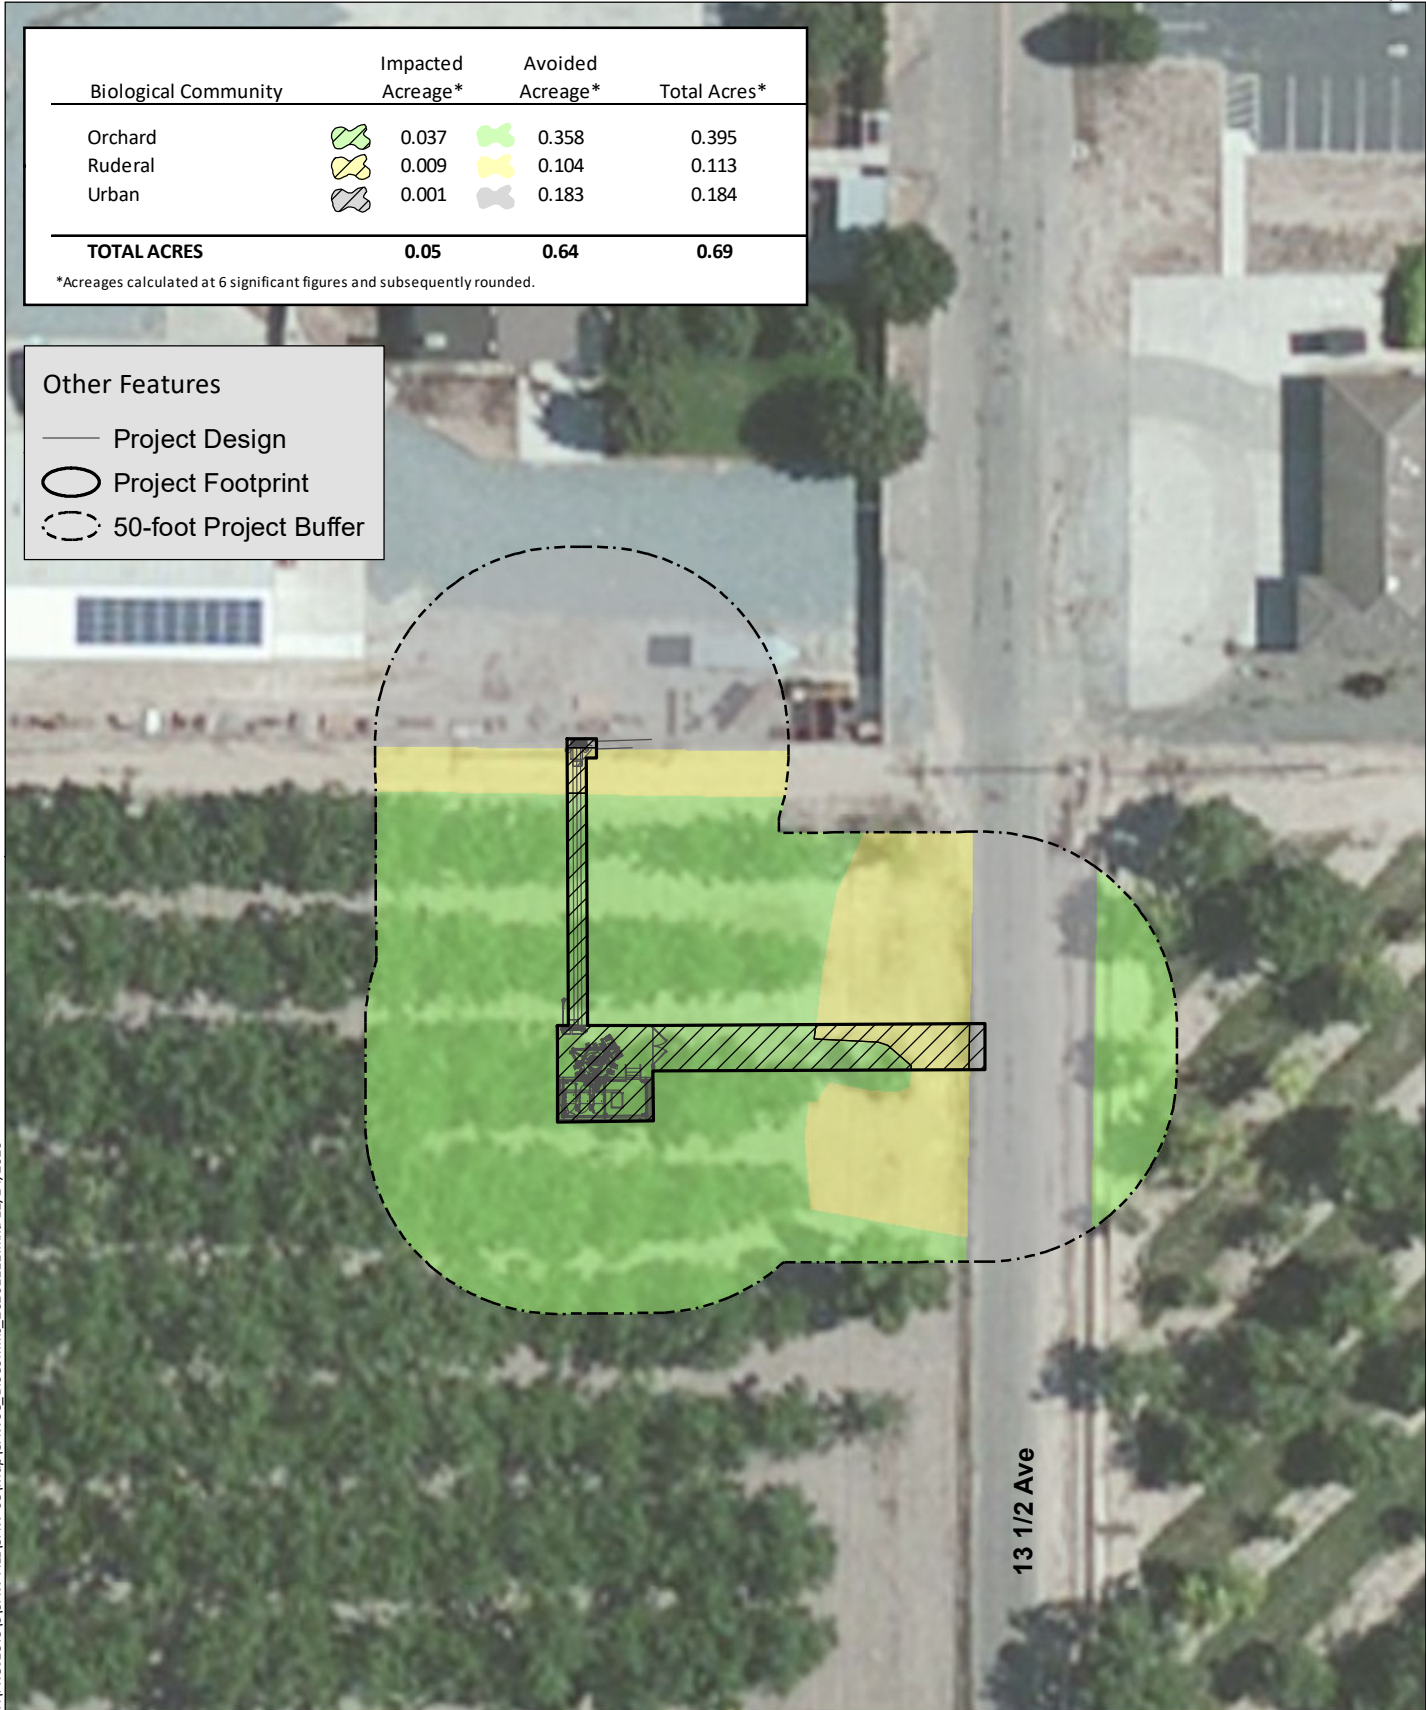 Impacted Avoided
Biological Community Acreage* Acreage* Total Acres*
Orchard 0.037 0.358 0.395
Ruderal 0.009 0.104 0.113
Urban 0.001 0.183 0.184
TOTAL ACRES 0.05 0.64 0.69
*Acreages calculated at 6 significant figures and subsequently rounded.
Other Features
Project Design
Project Footprint
50-foot Project Buffer
13 1/2 Ave